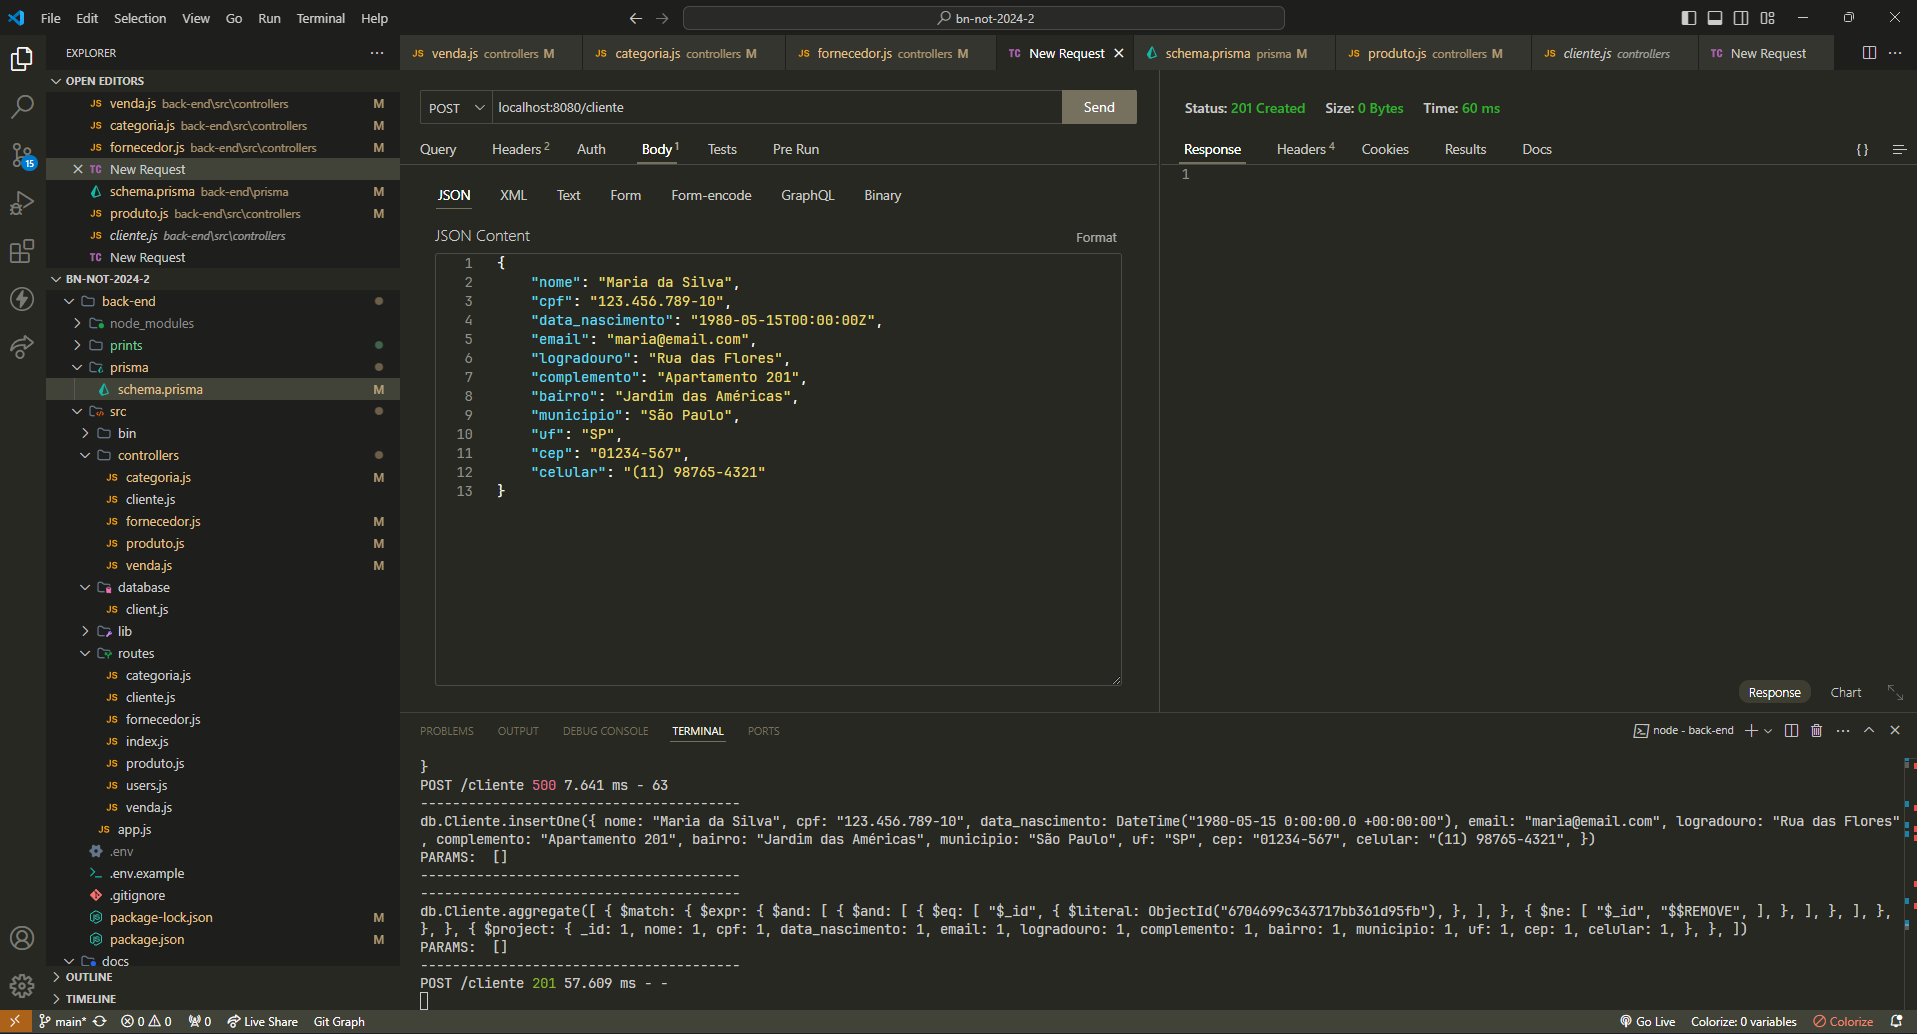 File Edit Selection View Go Run Terminal Help
bn-not-2024-2
EXPLORER
OPEN EDITORS
JS venda.js back-end\src\controllers M
JS categoria.js back-end\src\controllers M
JS fornecedor.js back-end\src\controllers M
TC New Request
schema.prisma back-end\prisma M
JS produto.js back-end\src\controllers M
JS cliente.js back-end\src\controllers
TC New Request
BN-NOT-2024-2
back-end
node_modules
prints
prisma
schema.prisma M
src
bin
controllers
JS categoria.js M
JS cliente.js
JS fornecedor.js M
JS produto.js M
JS venda.js M
database
JS client.js
lib
routes
JS categoria.js
JS cliente.js
JS fornecedor.js
JS index.js
JS produto.js
JS users.js
JS venda.js
JS app.js
.env
.env.example
.gitignore
package-lock.json M
package.json M
docs
OUTLINE
TIMELINE
15
JS venda.js controllers M JS categoria.js controllers M JS fornecedor.js controllers M TC New Request schema.prisma prisma M JS produto.js controllers M JS cliente.js controllers TC New Request
POST localhost:8080/cliente Send
Query Headers 2 Auth Body 1 Tests Pre Run
JSON XML Text Form Form-encode GraphQL Binary
JSON Content Format
1 {
2 "nome": "Maria da Silva",
3 "cpf": "123.456.789-10",
4 "data_nascimento": "1980-05-15T00:00:00Z",
5 "email": "maria@email.com",
6 "logradouro": "Rua das Flores",
7 "complemento": "Apartamento 201",
8 "bairro": "Jardim das Américas",
9 "municipio": "São Paulo",
10 "uf": "SP",
11 "cep": "01234-567",
12 "celular": "(11) 98765-4321"
13 }
Status: 201 Created Size: 0 Bytes Time: 60 ms
Response Headers 4 Cookies Results Docs {}
1
Response Chart
PROBLEMS OUTPUT DEBUG CONSOLE TERMINAL PORTS
node - back-end
}
POST /cliente 500 7.641 ms - 63
----------------------------------------
db.Cliente.insertOne({ nome: "Maria da Silva", cpf: "123.456.789-10", data_nascimento: DateTime("1980-05-15 0:00:00.0 +00:00:00"), email: "maria@email.com", logradouro: "Rua das Flores"
, complemento: "Apartamento 201", bairro: "Jardim das Américas", municipio: "São Paulo", uf: "SP", cep: "01234-567", celular: "(11) 98765-4321", })
PARAMS:  []
----------------------------------------
----------------------------------------
db.Cliente.aggregate([ { $match: { $expr: { $and: [ { $and: [ { $eq: [ "$_id", { $literal: ObjectId("6704699c343717bb361d95fb"), }, ], }, { $ne: [ "$_id", "$$REMOVE", ], }, ], }, ], },
}, }, { $project: { _id: 1, nome: 1, cpf: 1, data_nascimento: 1, email: 1, logradouro: 1, complemento: 1, bairro: 1, municipio: 1, uf: 1, cep: 1, celular: 1, }, }, ])
PARAMS:  []
----------------------------------------
POST /cliente 201 57.609 ms - -
main* 0 0 0 Live Share Git Graph Go Live Colorize: 0 variables Colorize